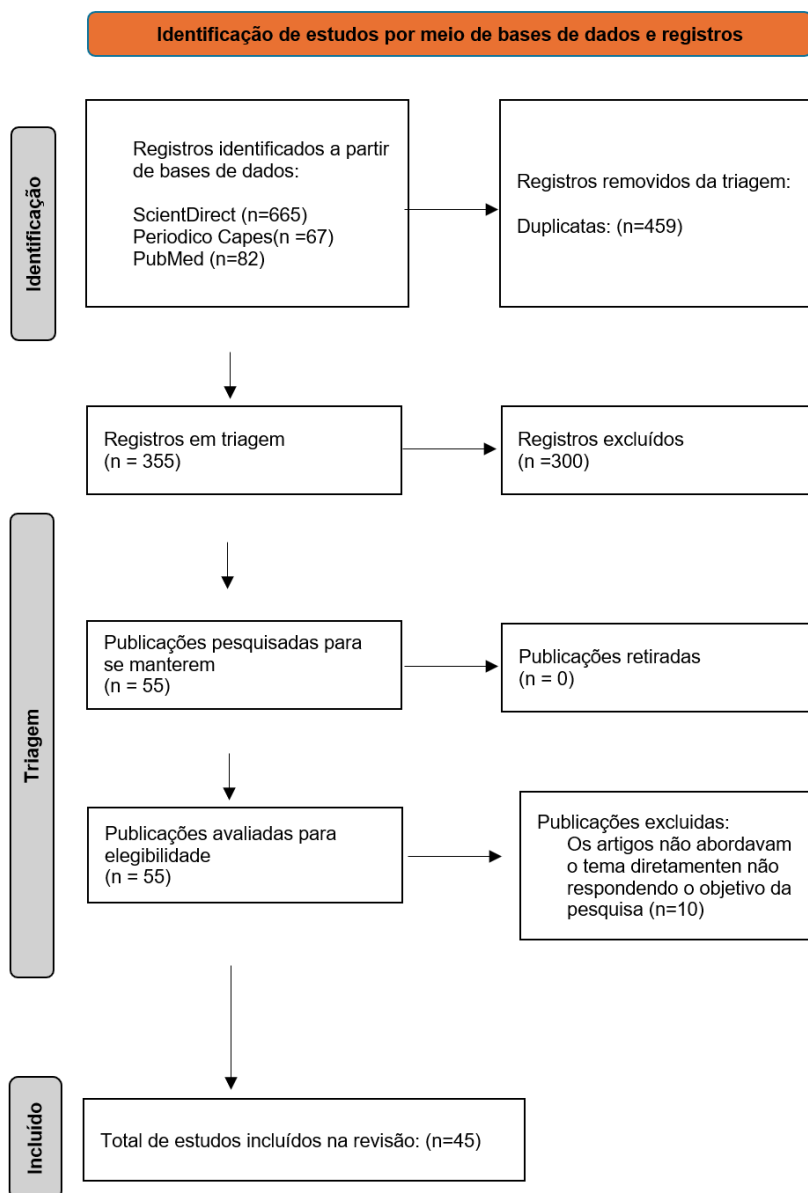 Identificação de estudos por meio de bases de dados e registros
Identificação
Registros identificados a partir
de bases de dados:
ScientDirect (n=665)
Periodico Capes(n =67)
PubMed (n=82)
Registros removidos da triagem:
Duplicatas: (n=459)
Registros em triagem
(n = 355)
Registros excluídos
(n =300)
Triagem
Publicações pesquisadas para
se manterem
(n = 55)
Publicações retiradas
(n = 0)
Publicações avaliadas para
elegibilidade
(n = 55)
Publicações excluidas:
Os artigos não abordavam
o tema diretamenten não
respondendo o objetivo da
pesquisa (n=10)
Incluído
Total de estudos incluídos na revisão: (n=45)